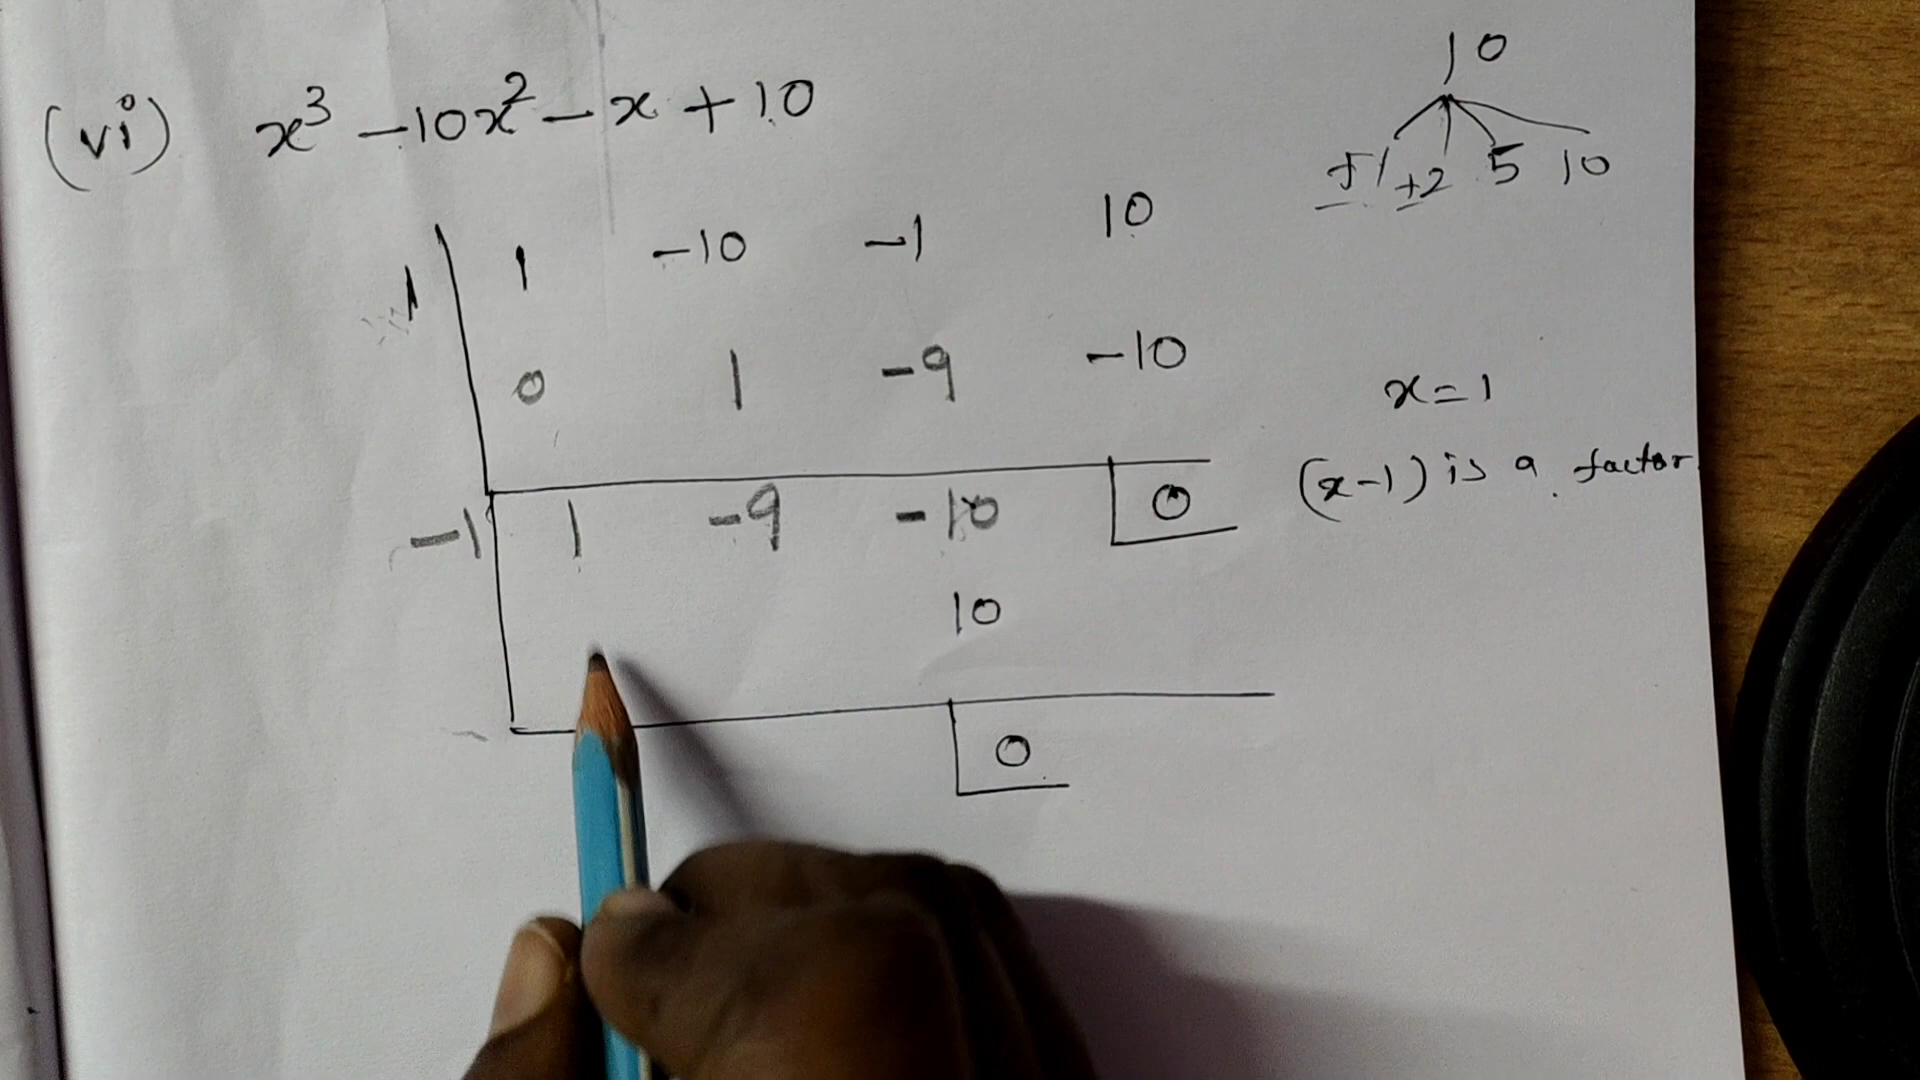 (vi) x³ -10x² - x + 10
10
+1 +2 5 10
1 1 -10 -1 10
0 1 -9 -10
x = 1
(x-1) is a factor.
-1 1 -9 -10 0
10
0